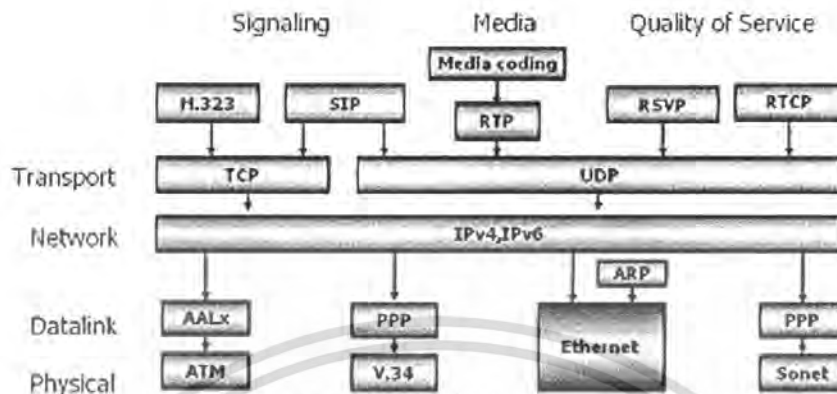 Signaling Media Quality of Service
Media coding
H.323 SIP RTP RSVP RTCP
Transport TCP UDP
Network IPv4,IPv6
ARP
Datalink AALx PPP Ethernet PPP
Physical ATM V.34 Sonet